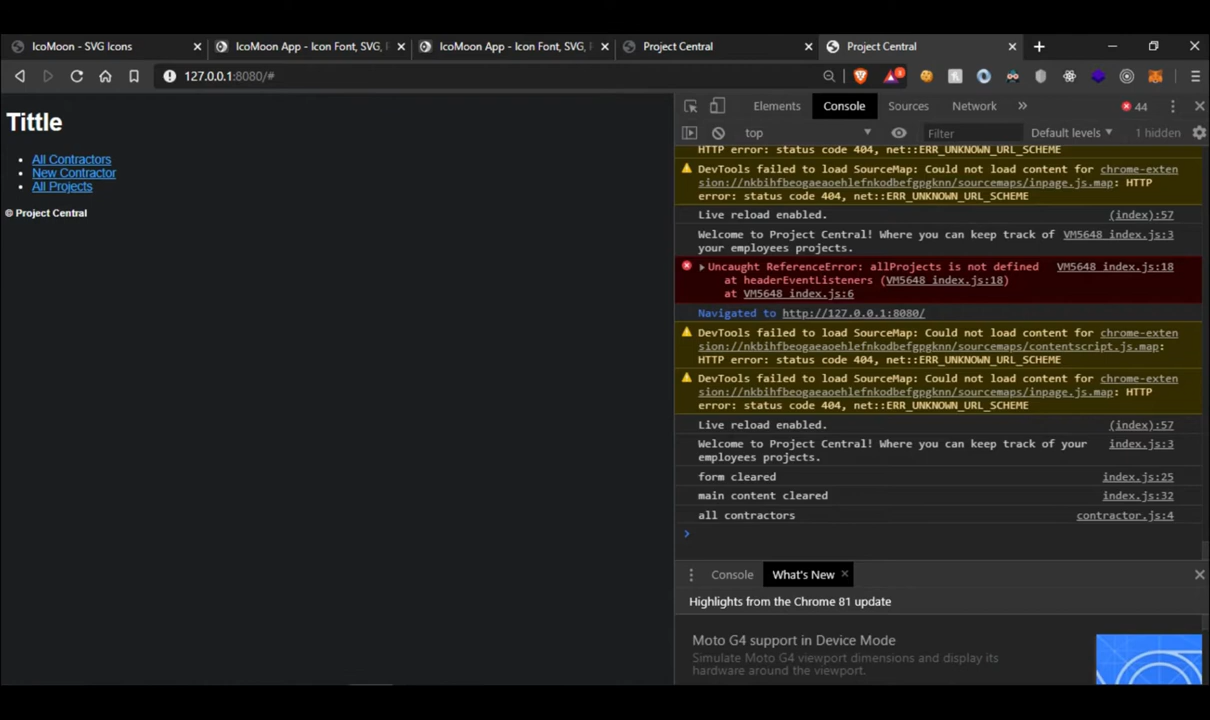 IcoMoon - SVG Icons
IcoMoon App - Icon Font, SVG,
IcoMoon App - Icon Font, SVG,
Project Central
Project Central
127.0.0.1:8080/#
Tittle
All Contractors
New Contractor
All Projects
© Project Central
Elements Console Sources Network » 44
top Filter Default levels ▼ 1 hidden
HTTP error: status code 404, net::ERR_UNKNOWN_URL_SCHEME
DevTools failed to load SourceMap: Could not load content for chrome-exten
sion://nkbihfbeogaeaoehlefnkodbefgpgknn/sourcemaps/inpage.js.map: HTTP
error: status code 404, net::ERR_UNKNOWN_URL_SCHEME
Live reload enabled. (index):57
Welcome to Project Central! Where you can keep track of VM5648 index.js:3
your employees projects.
Uncaught ReferenceError: allProjects is not defined VM5648 index.js:18
at headerEventListeners (VM5648 index.js:18)
at VM5648 index.js:6
Navigated to http://127.0.0.1:8080/
DevTools failed to load SourceMap: Could not load content for chrome-exten
sion://nkbihfbeogaeaoehlefnkodbefgpgknn/sourcemaps/contentscript.js.map:
HTTP error: status code 404, net::ERR_UNKNOWN_URL_SCHEME
DevTools failed to load SourceMap: Could not load content for chrome-exten
sion://nkbihfbeogaeaoehlefnkodbefgpgknn/sourcemaps/inpage.js.map: HTTP
error: status code 404, net::ERR_UNKNOWN_URL_SCHEME
Live reload enabled. (index):57
Welcome to Project Central! Where you can keep track of your index.js:3
employees projects.
form cleared index.js:25
main content cleared index.js:32
all contractors contractor.js:4
Console What's New
Highlights from the Chrome 81 update
Moto G4 support in Device Mode
Simulate Moto G4 viewport dimensions and display its
hardware around the viewport.